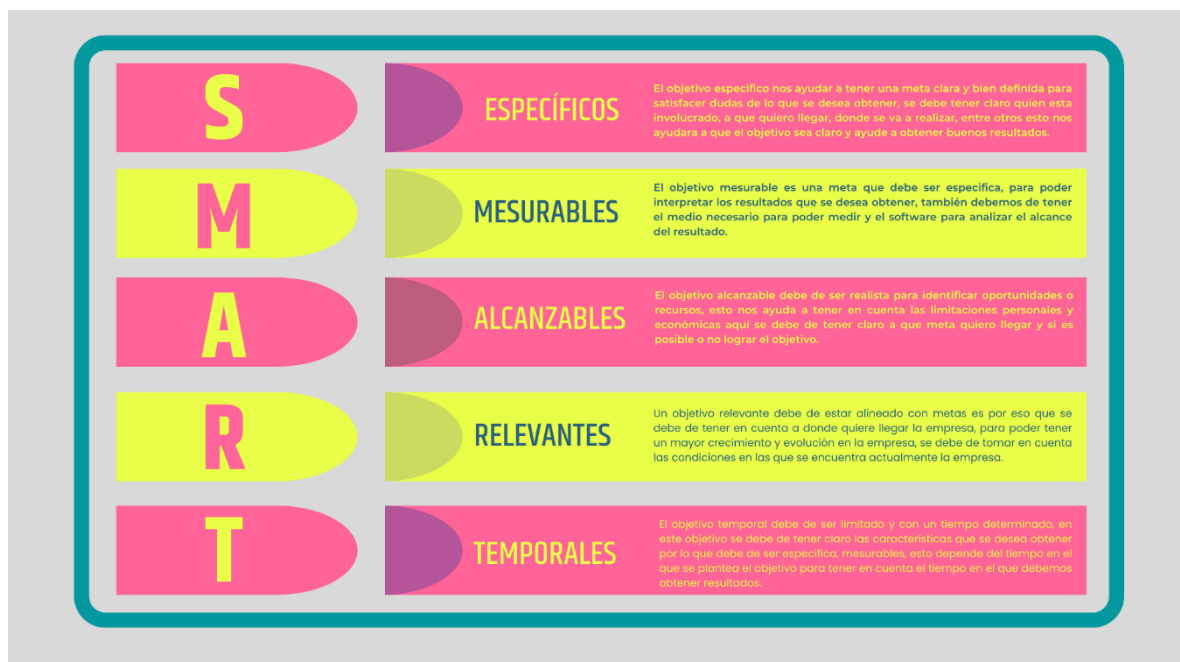 S
ESPECÍFICOS
El objetivo especifico nos ayudar a tener una meta clara y bien definida para
satisfacer dudas de lo que se desea obtener, se debe tener claro quien esta
involucrado, a que quiero llegar, donde se va a realizar, entre otros esto nos
ayudara a que el objetivo sea claro y ayude a obtener buenos resultados.
M
MESURABLES
El objetivo mesurable es una meta que debe ser especifica, para poder
interpretar los resultados que se desea obtener, también debemos de tener
el medio necesario para poder medir y el software para analizar el alcance
del resultado.
A
ALCANZABLES
El objetivo alcanzable debe de ser realista para identificar oportunidades o
recursos, esto nos ayuda a tener en cuenta las limitaciones personales y
económicas aquí se debe de tener claro a que meta quiero llegar y si es
posible o no lograr el objetivo.
R
RELEVANTES
Un objetivo relevante debe de estar alineado con metas es por eso que se
debe de tener en cuenta a donde quiere llegar la empresa, para poder tener
un mayor crecimiento y evolución en la empresa, se debe de tomar en cuenta
las condiciones en las que se encuentra actualmente la empresa.
T
TEMPORALES
El objetivo temporal debe de ser limitado y con un tiempo determinado, en
este objetivo se debe de tener claro las características que se desea obtener
por lo que debe de ser especifica, mesurables, esto depende del tiempo en el
que se plantea el objetivo para tener en cuenta el tiempo en el que debemos
obtener resultados.